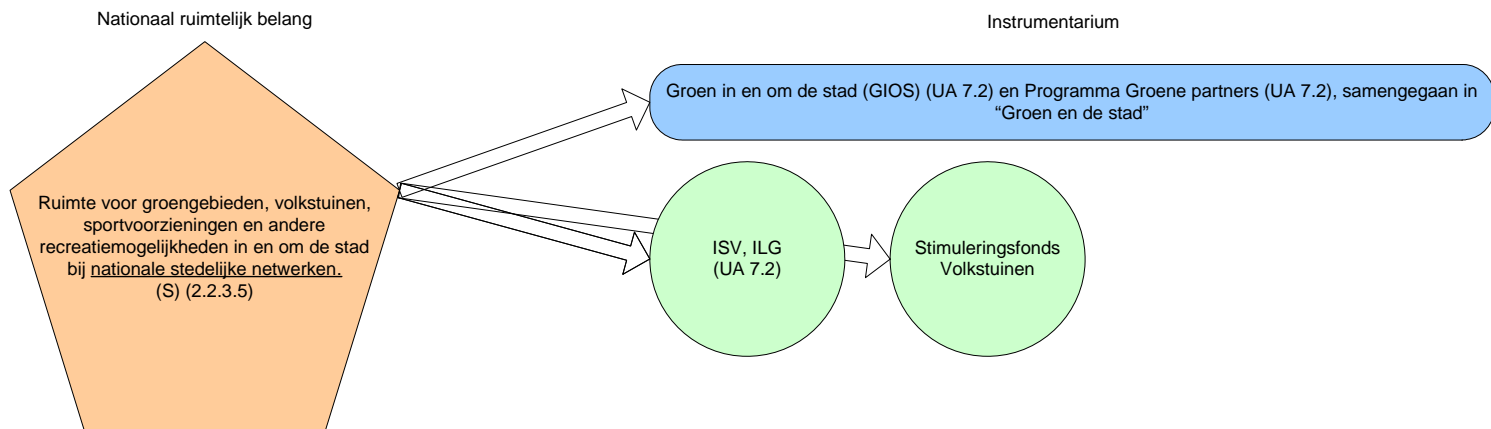 Nationaal ruimtelijk belang
Instrumentarium
Groen in en om de stad (GIOS) (UA 7.2) en Programma Groene partners (UA 7.2), samengegaan in
“Groen en de stad”
Ruimte voor groengebieden, volkstuinen,
sportvoorzieningen en andere
recreatiemogelijkheden in en om de stad
bij nationale stedelijke netwerken.
(S) (2.2.3.5)
ISV, ILG
(UA 7.2)
Stimuleringsfonds
Volkstuinen